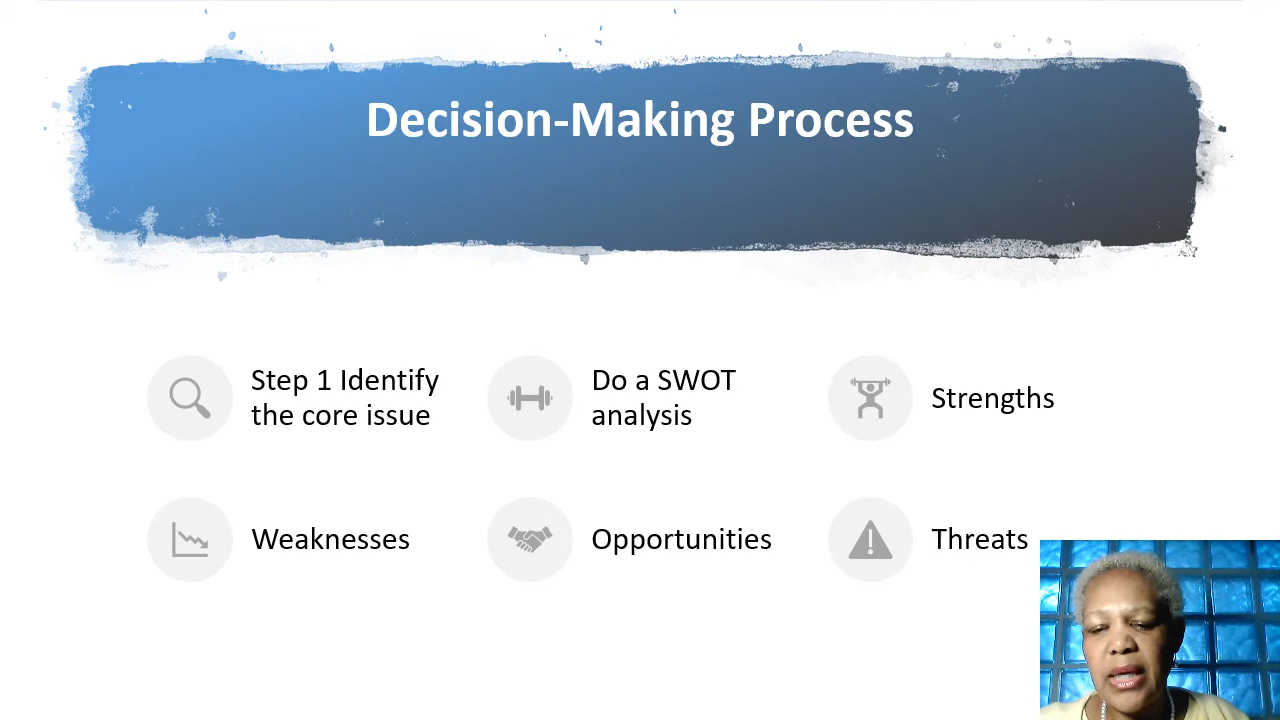 Decision-Making Process
Step 1 Identify
the core issue
Do a SWOT
analysis
Strengths
Weaknesses
Opportunities
Threats